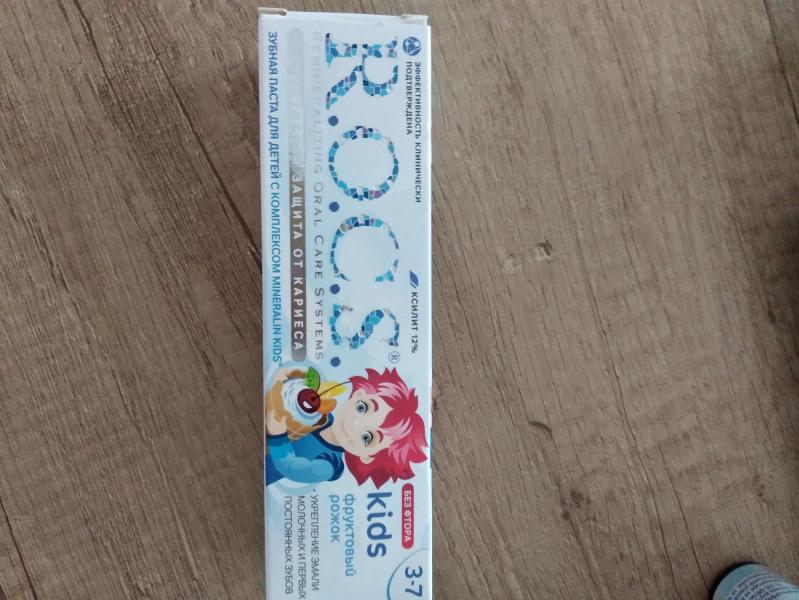 ЭФФЕКТИВНОСТЬ КЛИНИЧЕСКИ
ПОДТВЕРЖДЕНА
КСИЛИТ 12%
R.O.C.S.®
REMINERALIZING ORAL CARE SYSTEMS
ЗАЩИТА ОТ КАРИЕСА
ЗУБНАЯ ПАСТА ДЛЯ ДЕТЕЙ С КОМПЛЕКСОМ MINERALIN KIDS
БЕЗ ФТОРА
3-7
kids
фруктовый
рожок
· УКРЕПЛЕНИЕ ЭМАЛИ
МОЛОЧНЫХ И ПЕРВЫХ
ПОСТОЯННЫХ ЗУБОВ